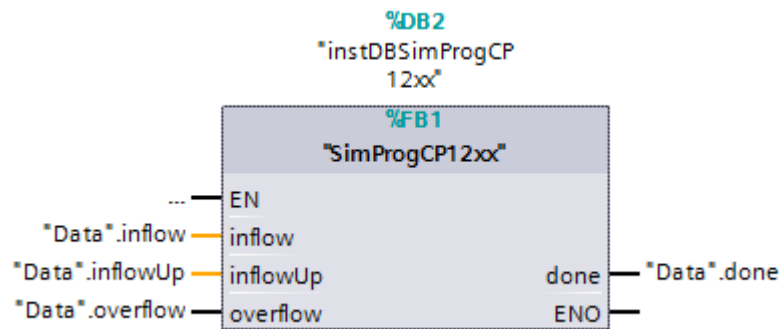 %DB2
"instDBSimProgCP
12xx"
%FB1
"SimProgCP12xx"
... EN
"Data".inflow inflow
"Data".inflowUp inflowUp done "Data".done
"Data".overflow overflow ENO